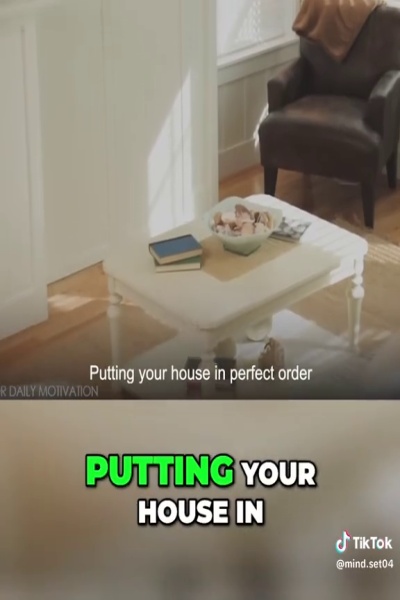 Putting your house in perfect order
R DAILY MOTIVATION
PUTTING YOUR
HOUSE IN
TikTok
@mind.set04